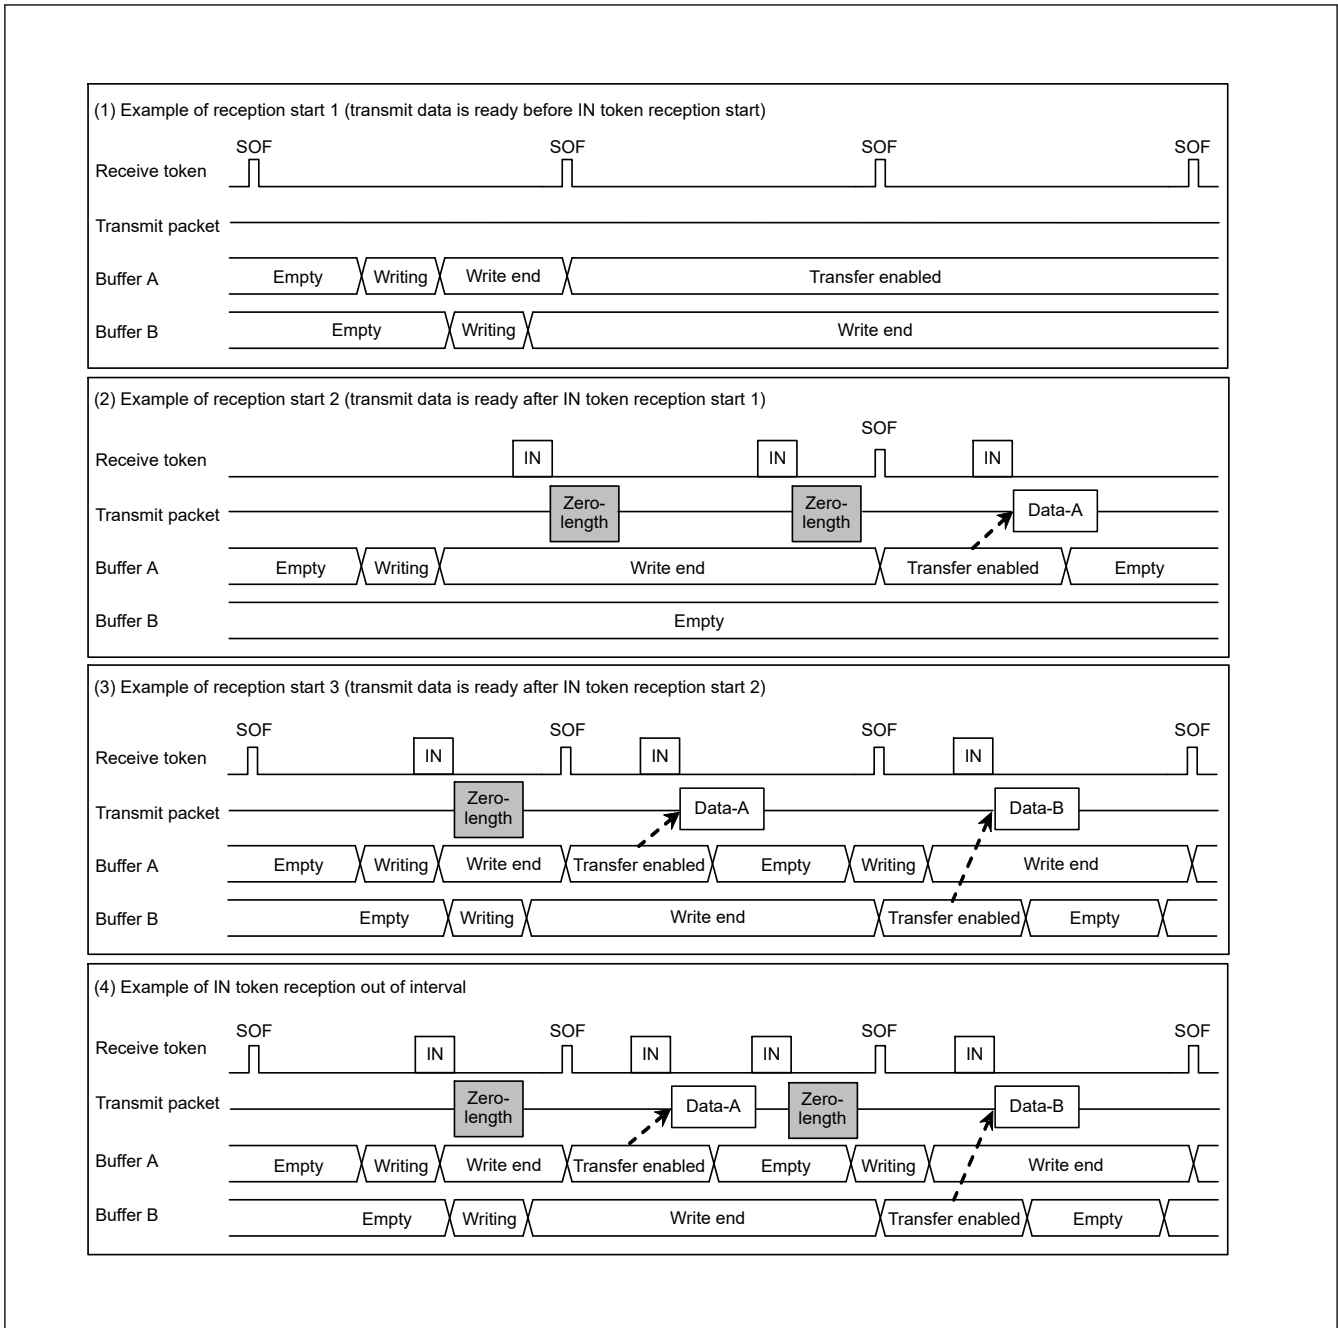 (1) Example of reception start 1 (transmit data is ready before IN token reception start)
SOF SOF SOF SOF
Receive token
Transmit packet
Buffer A Empty Writing Write end Transfer enabled
Buffer B Empty Writing Write end
(2) Example of reception start 2 (transmit data is ready after IN token reception start 1)
SOF
Receive token IN IN IN
Transmit packet Zero-length Zero-length Data-A
Buffer A Empty Writing Write end Transfer enabled Empty
Buffer B Empty
(3) Example of reception start 3 (transmit data is ready after IN token reception start 2)
SOF SOF SOF SOF
Receive token IN IN IN
Transmit packet Zero-length Data-A Data-B
Buffer A Empty Writing Write end Transfer enabled Empty Writing Write end
Buffer B Empty Writing Write end Transfer enabled Empty
(4) Example of IN token reception out of interval
SOF SOF SOF SOF
Receive token IN IN IN IN
Transmit packet Zero-length Data-A Zero-length Data-B
Buffer A Empty Writing Write end Transfer enabled Empty Writing Write end
Buffer B Empty Writing Write end Transfer enabled Empty